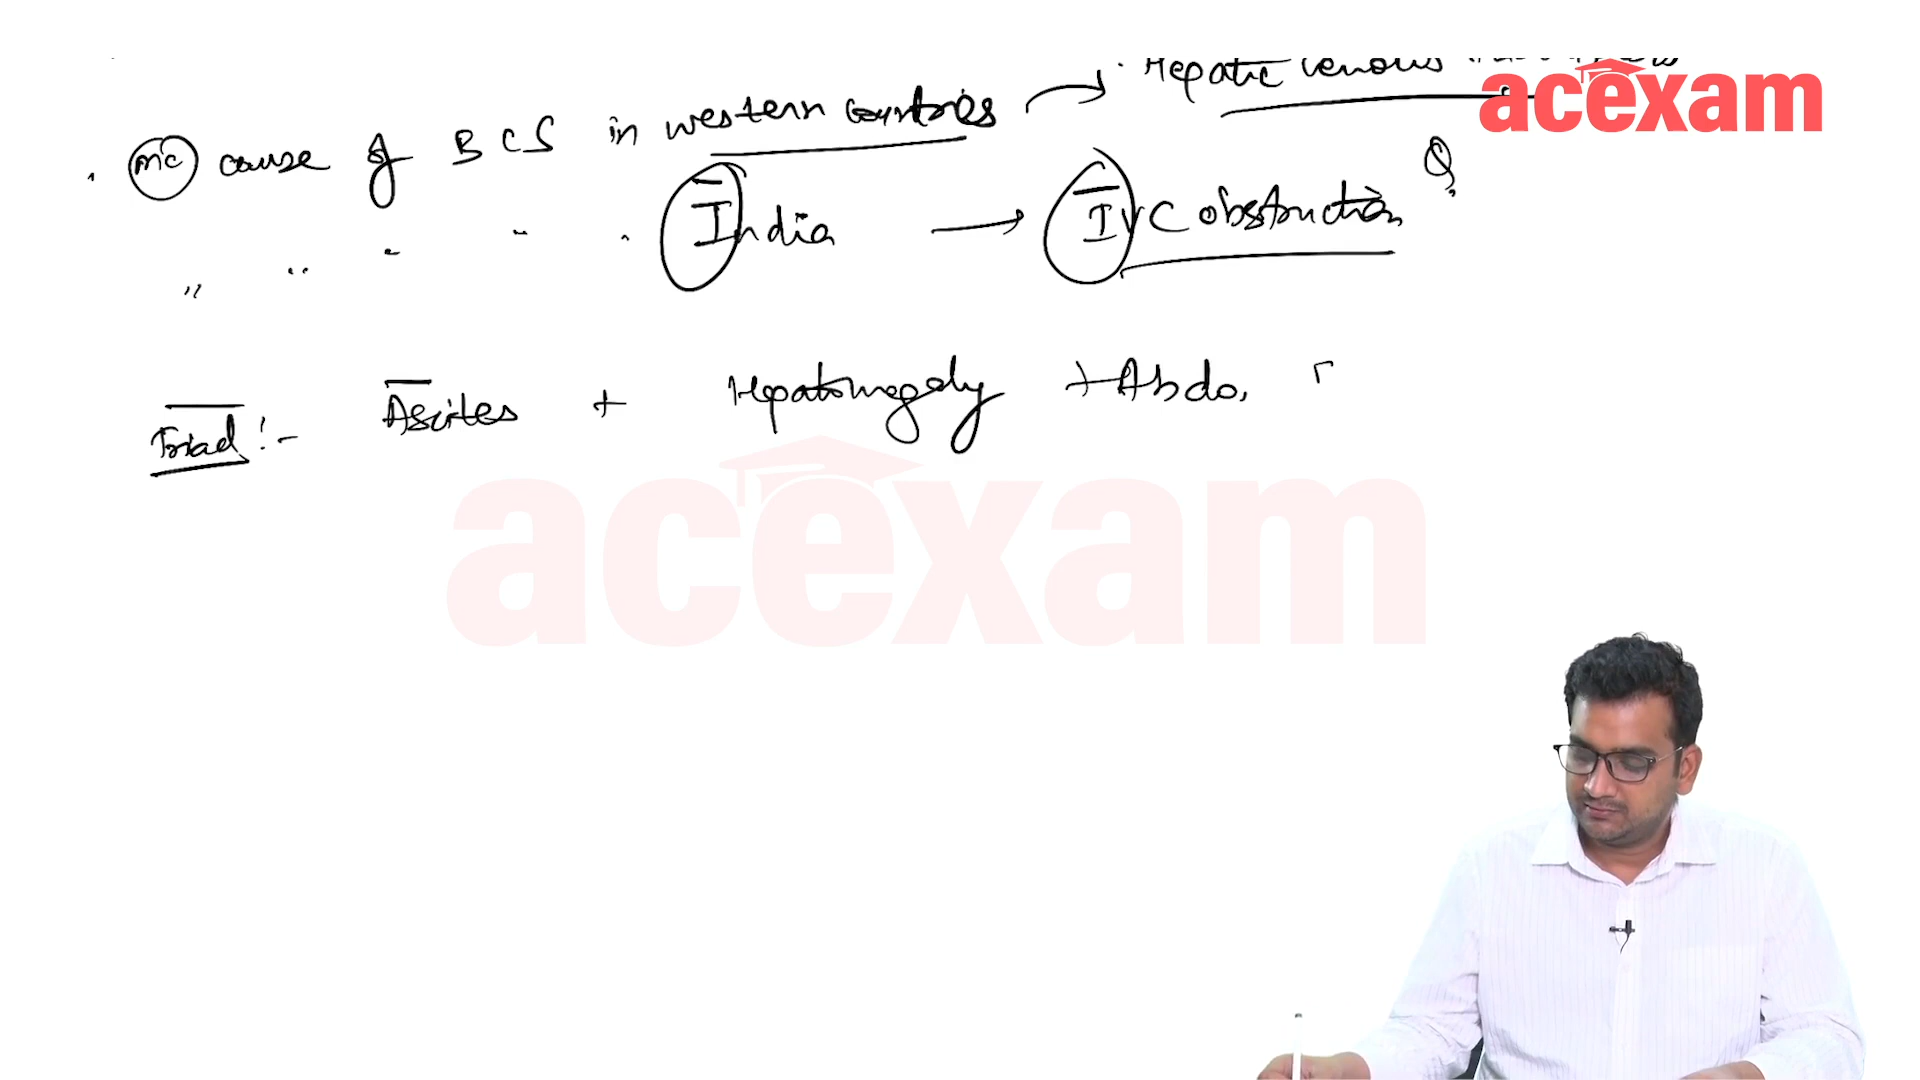 Hepatic venous
acexam
. MC cause of BCS in western countries →
" " " " " India → IVC obstruction Q
Triad :- Ascites + Hepatomegaly + Abdo.
acexam